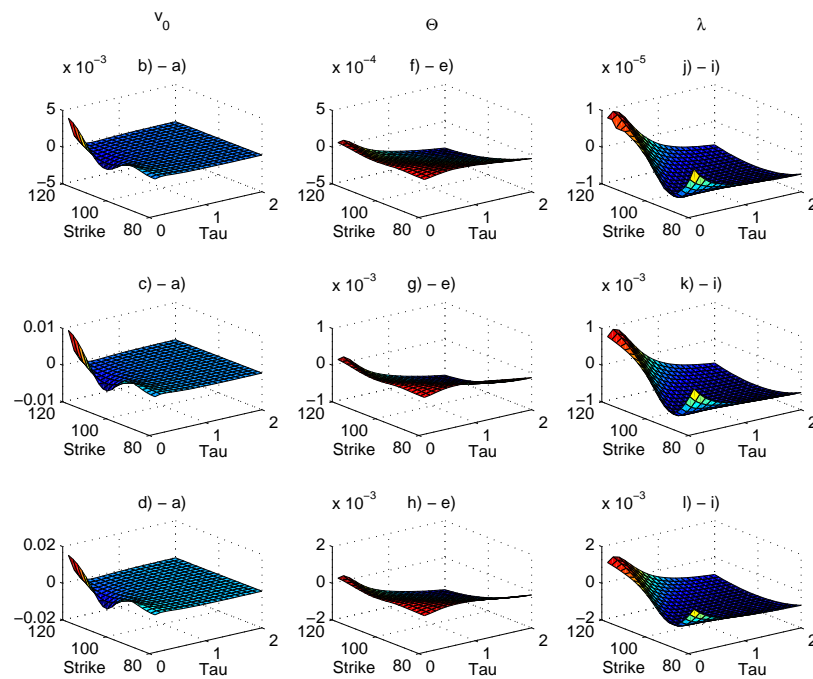 v0 Θ λ
x 10−3 b) − a) x 10−4 f) − e) x 10−5 j) − i)
5 5 1
0 0 0
−5 −5 −1
120 100 80 0 1 2 120 100 80 0 1 2 120 100 80 0 1 2
Strike Tau Strike Tau Strike Tau
c) − a) x 10−3 g) − e) x 10−3 k) − i)
0.01 1 1
0 0 0
−0.01 −1 −1
120 100 80 0 1 2 120 100 80 0 1 2 120 100 80 0 1 2
Strike Tau Strike Tau Strike Tau
d) − a) x 10−3 h) − e) x 10−3 l) − i)
0.02 2 2
0 0 0
−0.02 −2 −2
120 100 80 0 1 2 120 100 80 0 1 2 120 100 80 0 1 2
Strike Tau Strike Tau Strike Tau